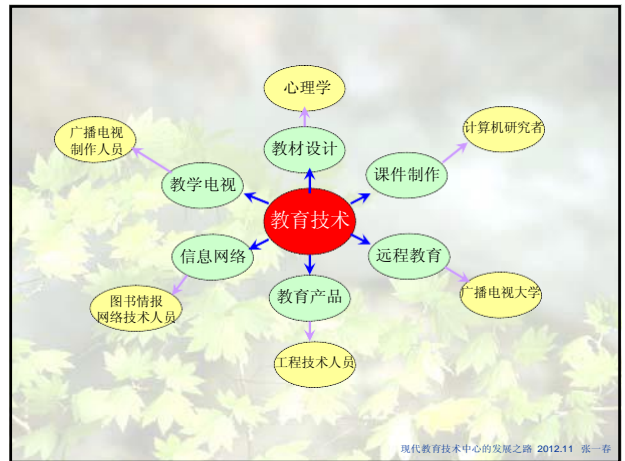 心理学
广播电视
制作人员
计算机研究者
教材设计
教学电视
课件制作
教育技术
信息网络
远程教育
教育产品
图书情报
网络技术人员
广播电视大学
工程技术人员
现代教育技术中心的发展之路 2012.11 张一春